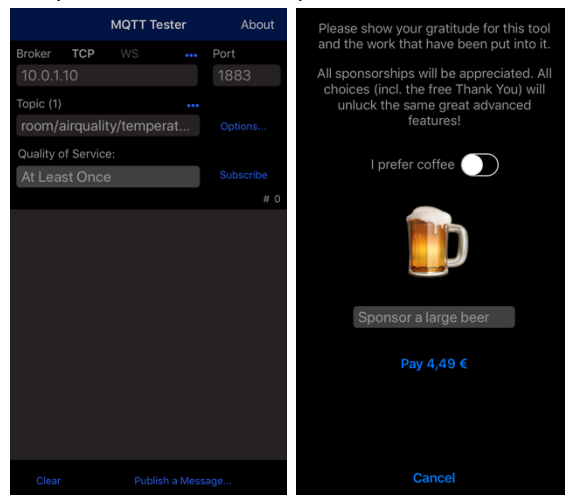 MQTT Tester About
Broker TCP WS ••• Port
10.0.1.10 1883
Topic (1) •••
room/airquality/temperat... Options...
Quality of Service:
At Least Once Subscribe
# 0
Clear Publish a Message...
Please show your gratitude for this tool
and the work that have been put into it.
All sponsorships will be appreciated. All
choices (incl. the free Thank You) will
unluck the same great advanced
features!
I prefer coffee
Sponsor a large beer
Pay 4,49 €
Cancel